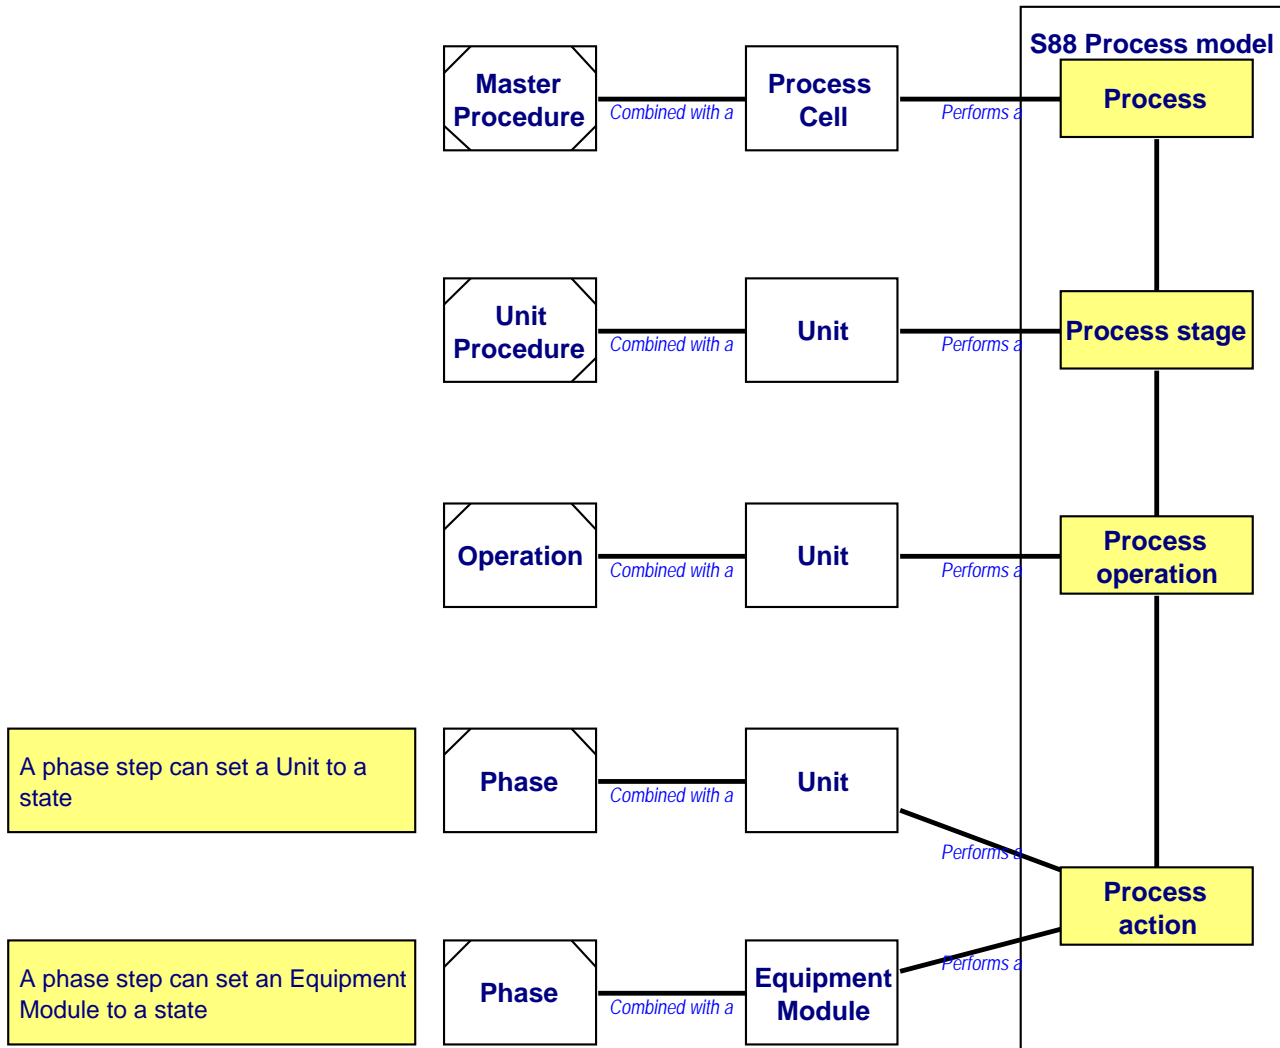 S88 Process model
Master
Procedure
Combined with a
Process
Cell
Performs a
Process
Unit
Procedure
Combined with a
Unit
Performs a
Process stage
Operation
Combined with a
Unit
Performs a
Process
operation
A phase step can set a Unit to a
state
Phase
Combined with a
Unit
Performs a
Process
action
A phase step can set an Equipment
Module to a state
Phase
Combined with a
Equipment
Module
Performs a